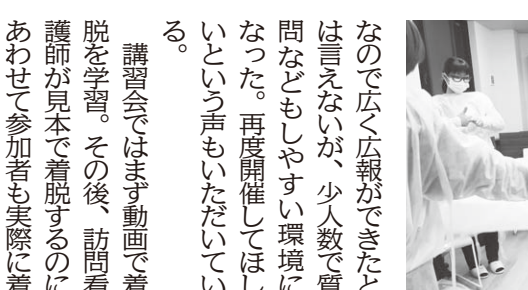 なので広く広報ができたと
は言えないが、少人数で質
問などもしやすい環境に
なった。再度開催してほし
いという声もいただいてい
る。
講習会ではまず動画で着
脱を学習。その後、訪問看
護師が見本で着脱するのに
あわせて参加者も実際に着